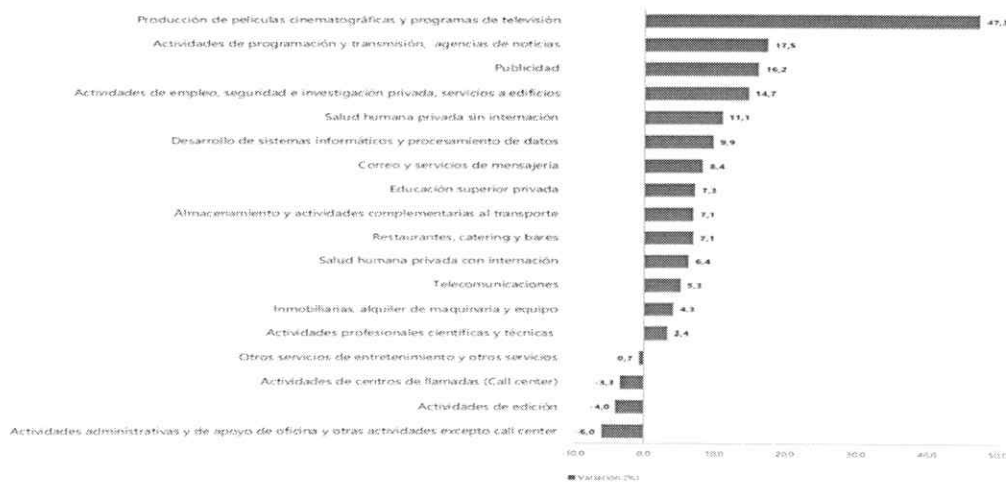 Producción de películas cinematográficas y programas de televisión 47,3
Actividades de programación y transmisión, agencias de noticias 17,5
Publicidad 16,2
Actividades de empleo, seguridad e investigación privada, servicios a edificios 14,7
Salud humana privada sin internación 11,1
Desarrollo de sistemas informáticos y procesamiento de datos 9,9
Correo y servicios de mensajería 8,4
Educación superior privada 7,3
Almacenamiento y actividades complementarias al transporte 7,1
Restaurantes, catering y bares 7,1
Salud humana privada con internación 6,4
Telecomunicaciones 5,3
Inmobiliarias, alquiler de maquinaria y equipo 4,3
Actividades profesionales científicas y técnicas
Otros servicios de entretenimiento y otros servicios 0,7
Actividades de centros de llamadas (Call center) -3,3
Actividades de edición -4,0
Actividades administrativas y de apoyo de oficina y otras actividades excepto call center -6,0
0,0 10,0 20,0 30,0 40,0 50,0
Variación (%)